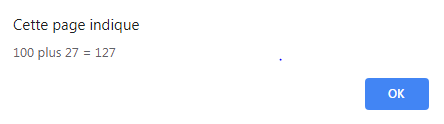 Cette page indique
100 plus 27 = 127
OK